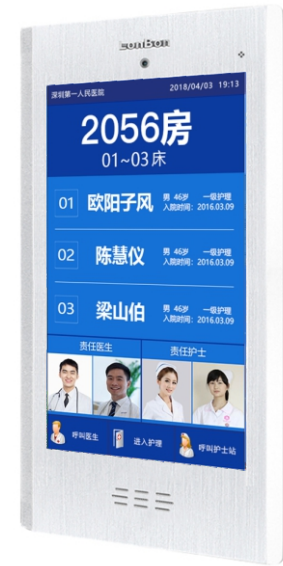 comBom
深圳第一人民医院 2018/04/03 19:13
2056房
01~03床
01 欧阳子风 男 46岁 一级护理
入院时间：2016.03.09
02 陈慧仪 男 46岁 一级护理
入院时间：2016.03.09
03 梁山伯 男 46岁 一级护理
入院时间：2016.03.09
责任医生 责任护士
呼叫医生 进入护理 呼叫护士站